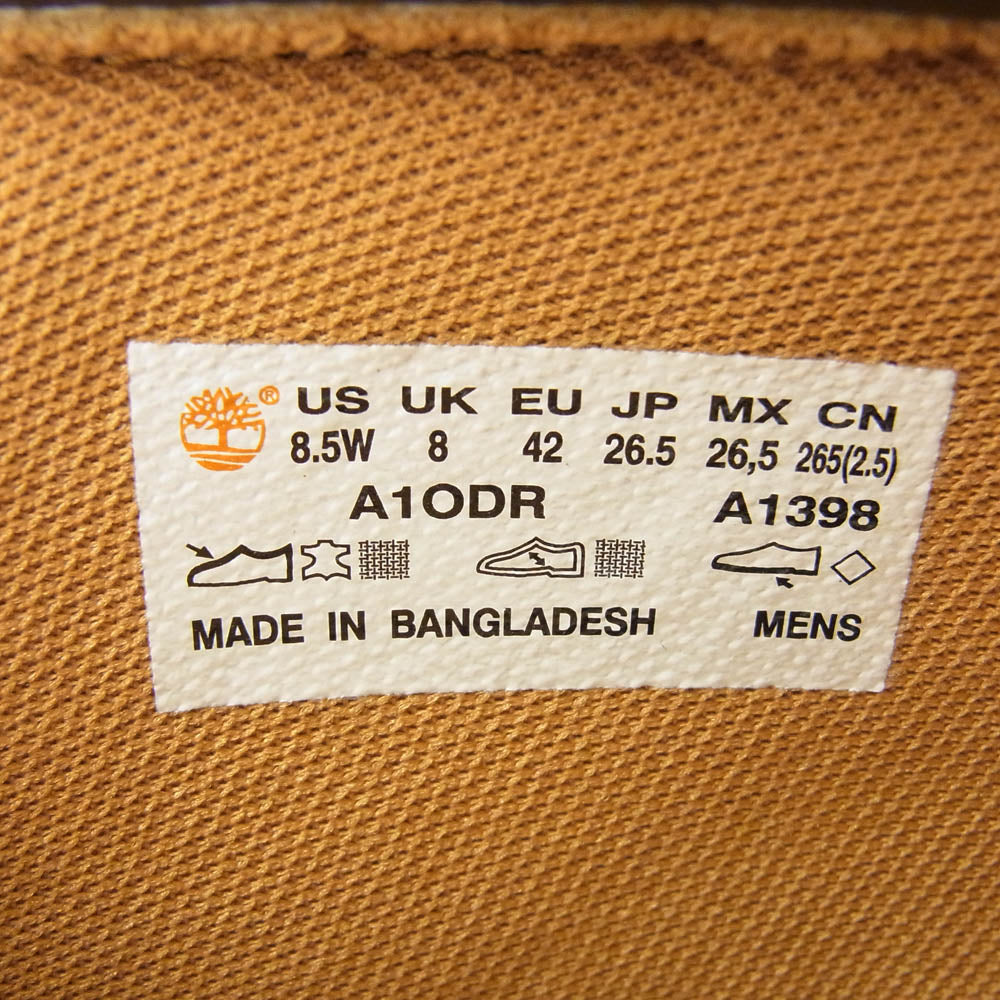 ® US UK EU JP MX CN
8.5W 8 42 26.5 26,5 265(2.5)
A1ODR A1398
MADE IN BANGLADESH MENS